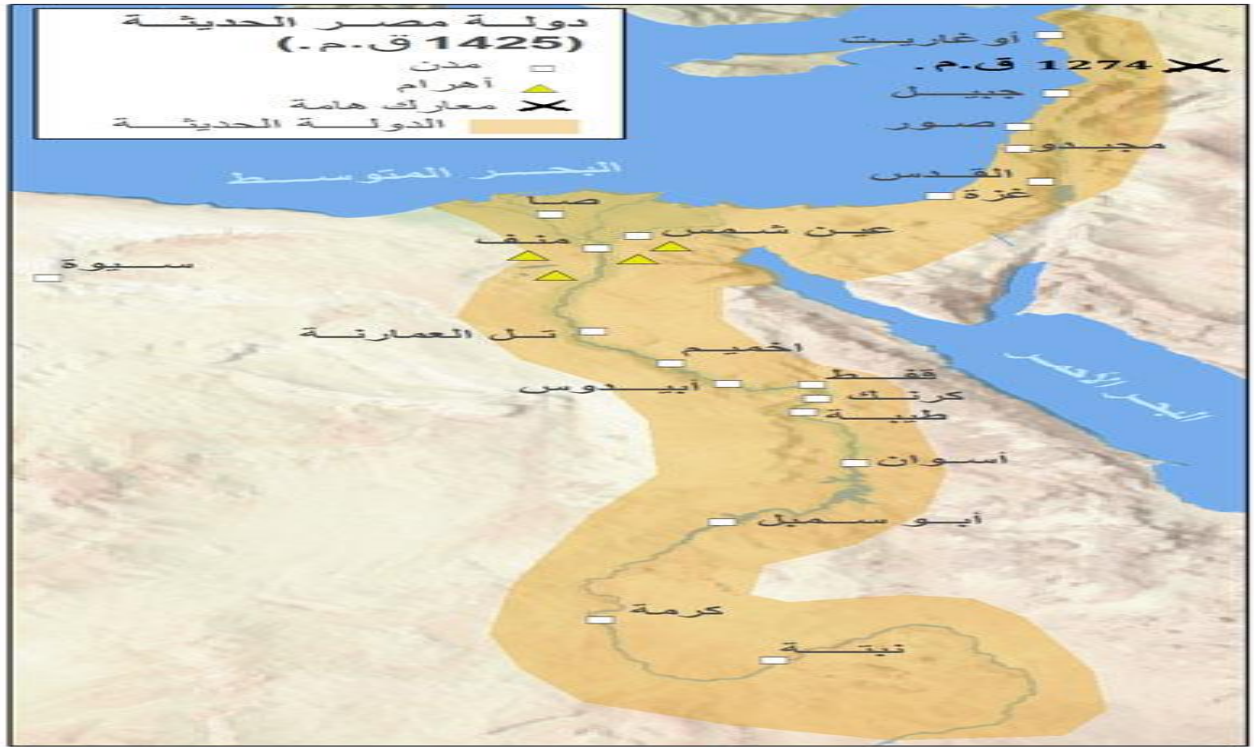 دولة مصر الحديثة
(1425 ق.م.)
مدن
أهرام
معارك هامة
الدولة الحديثة
أوغاريت
1274 ق.م.
جبيل
صور
مجيدو
القدس
غزة
البحر المتوسط
صا
عين شمس
منف
سيوة
تل العمارنة
اخميم
قفط
أبيدوس
كرنك
طيبة
البحر الأحمر
أسوان
أبو سمبل
كرمة
نبتة